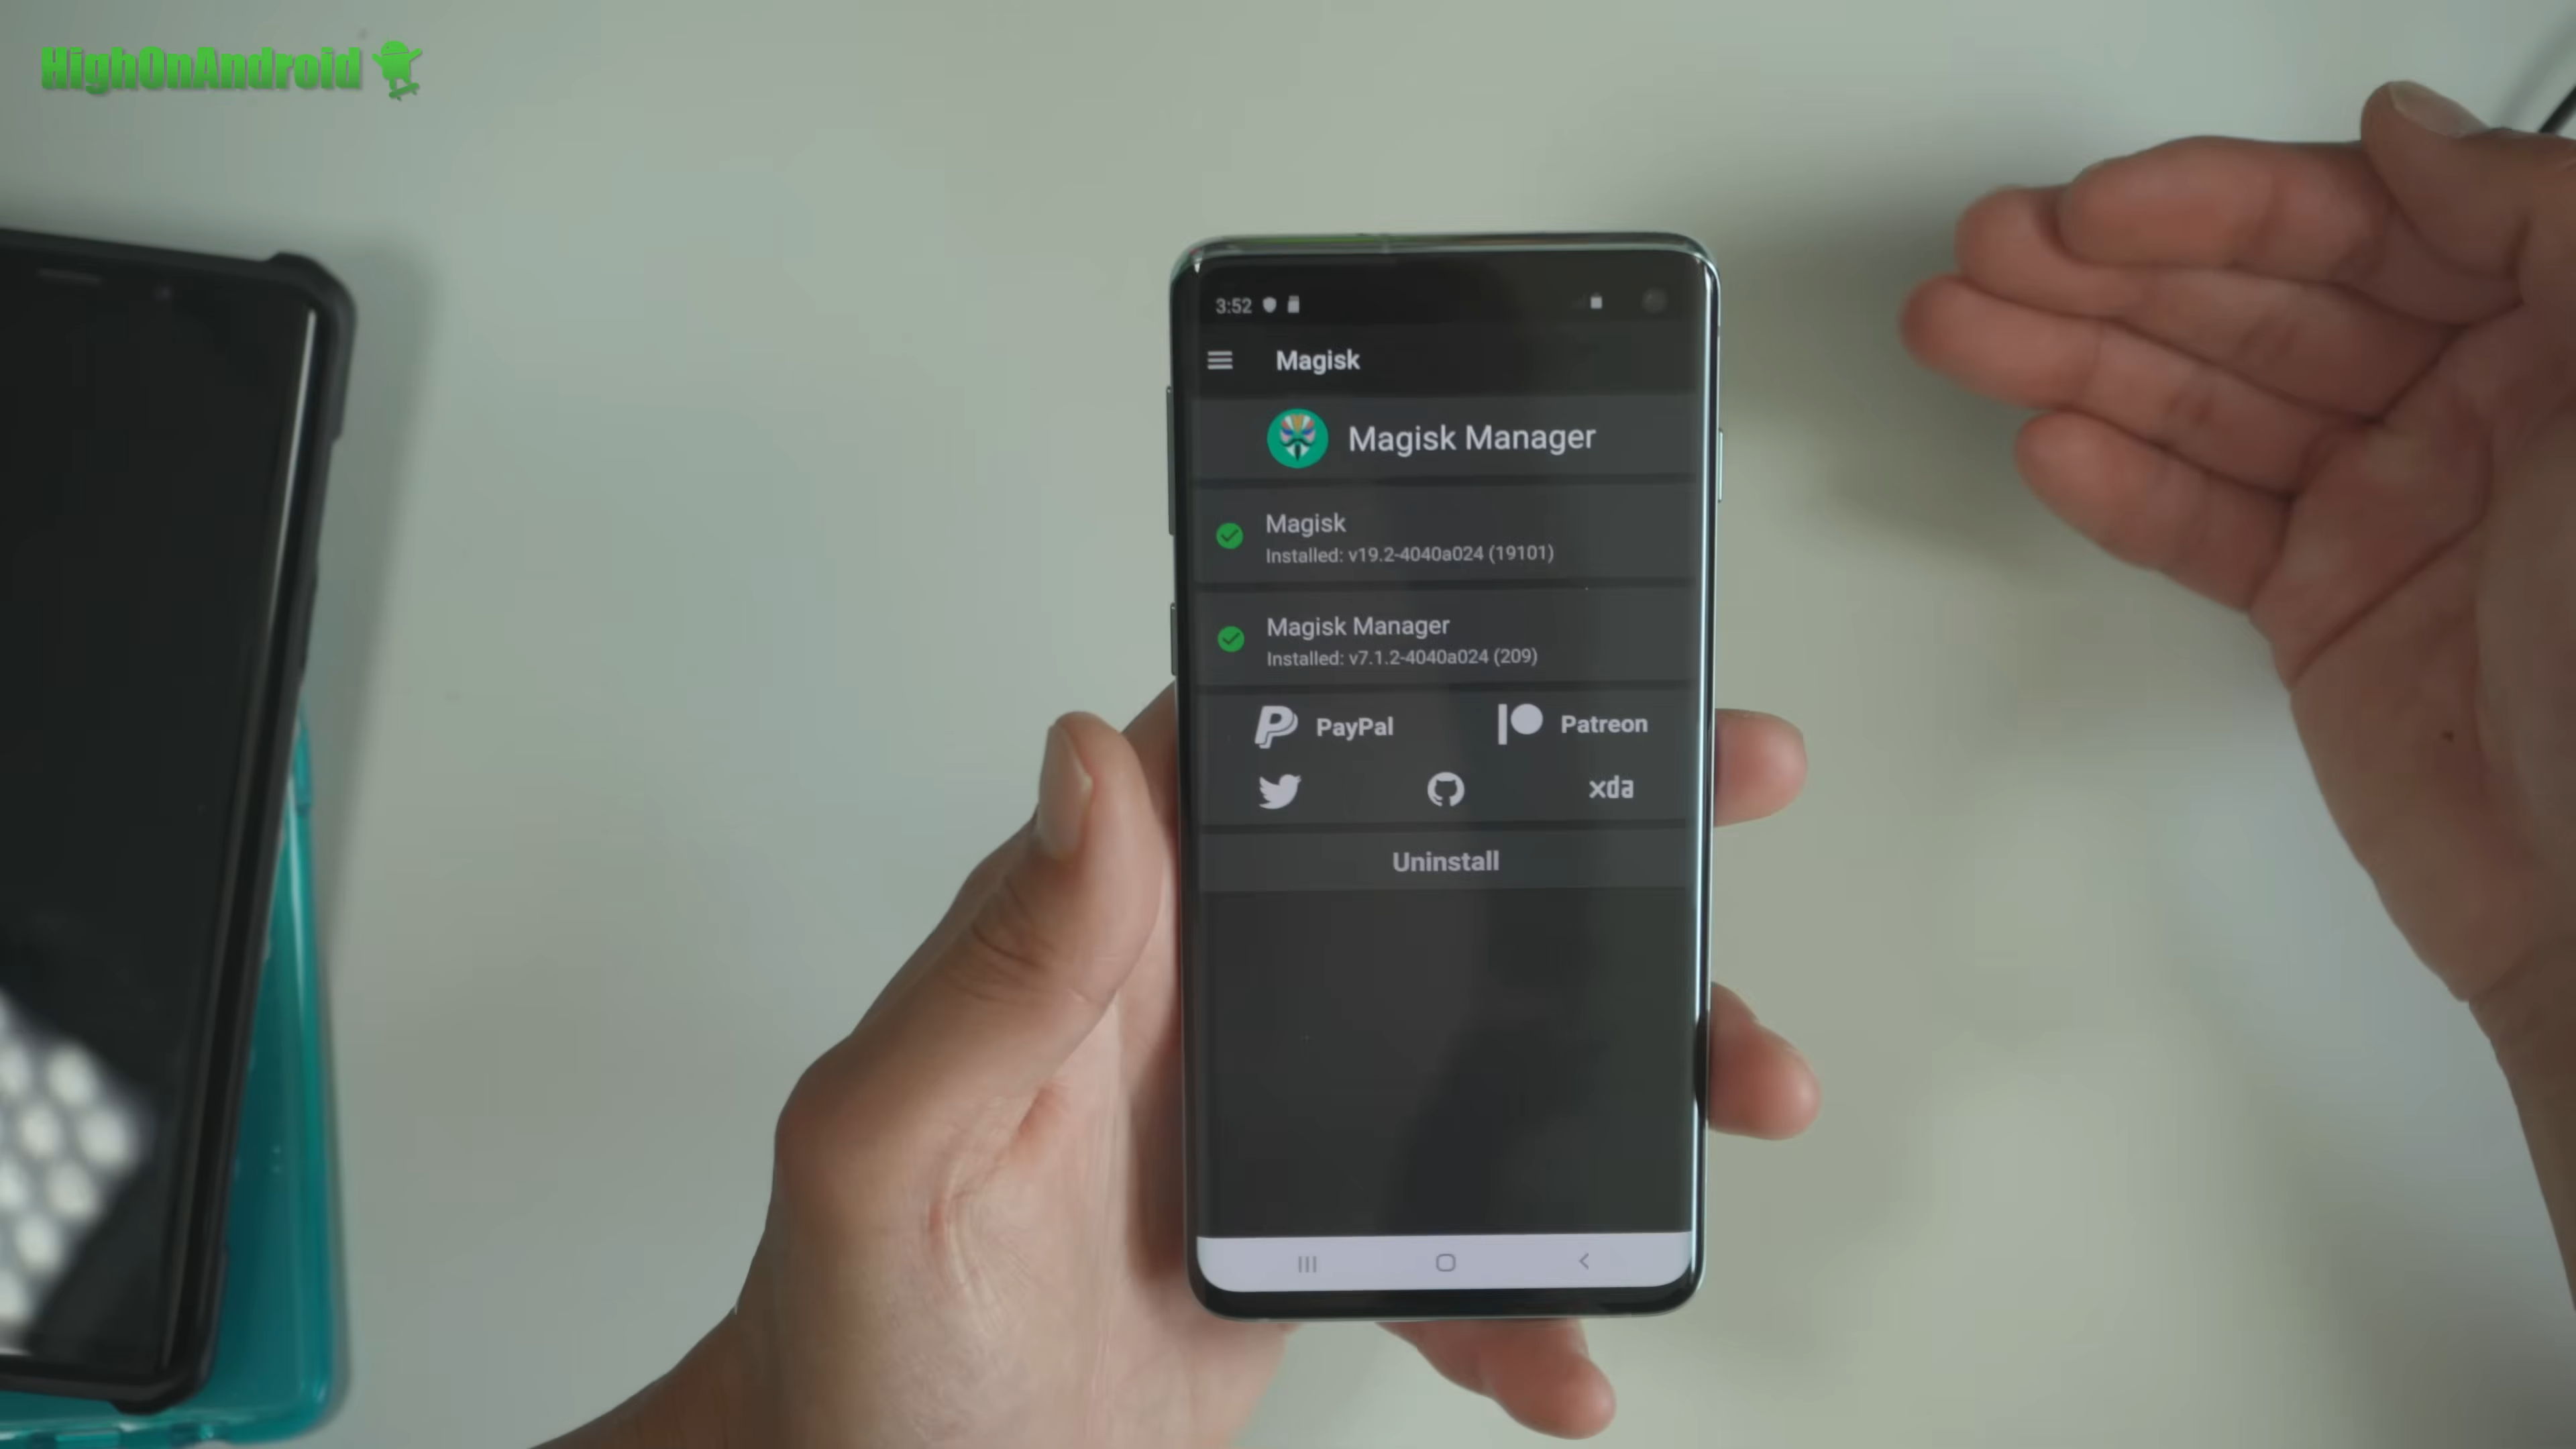 HighOnAndroid
3:52
Magisk
Magisk Manager
Magisk
Installed: v19.2-4040a024 (19101)
Magisk Manager
Installed: v7.1.2-4040a024 (209)
PayPal Patreon
xda
Uninstall